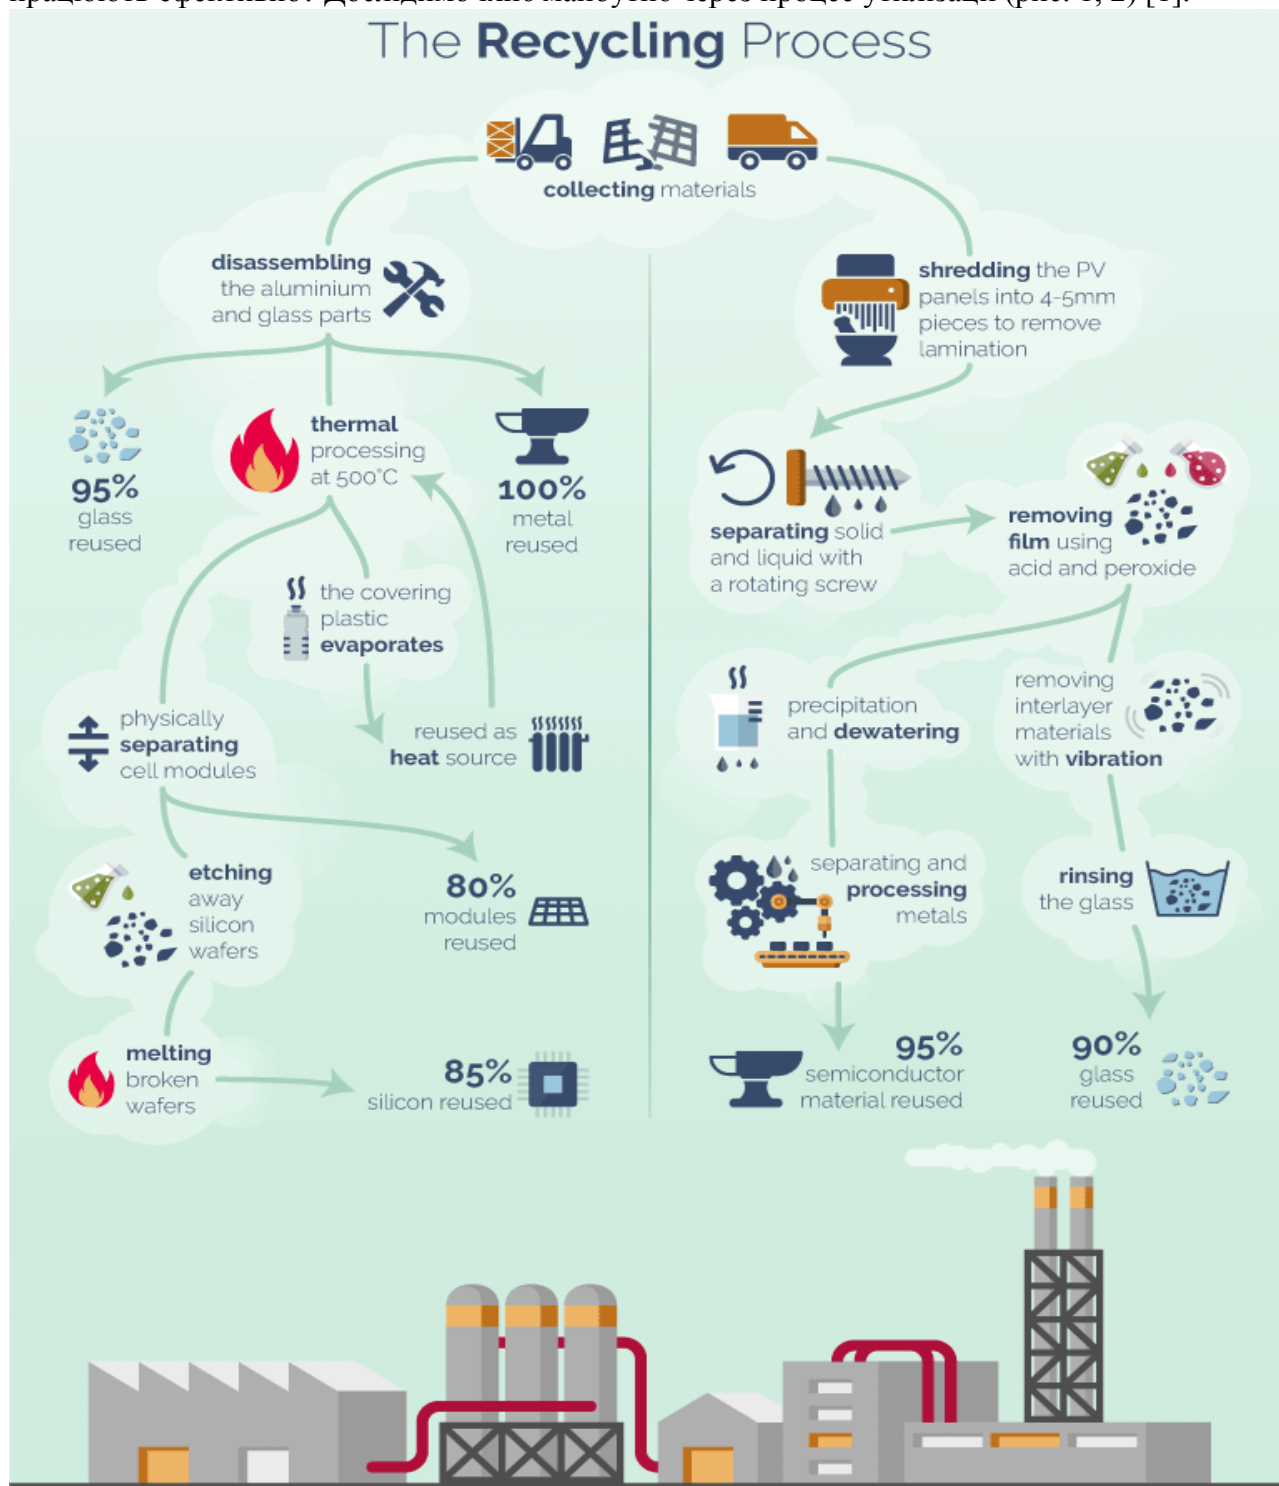 The Recycling Process
collecting materials
disassembling
the aluminium
and glass parts
95%
glass
reused
thermal
processing
at 500°C
100%
metal
reused
the covering
plastic
evaporates
reused as
heat source
physically
separating
cell modules
80%
modules
reused
etching
away
silicon
wafers
melting
broken
wafers
85%
silicon reused
shredding the PV
panels into 4-5mm
pieces to remove
lamination
separating solid
and liquid with
a rotating screw
removing
film using
acid and peroxide
precipitation
and dewatering
separating and
processing
metals
95%
semiconductor
material reused
removing
interlayer
materials
with vibration
rinsing
the glass
90%
glass
reused